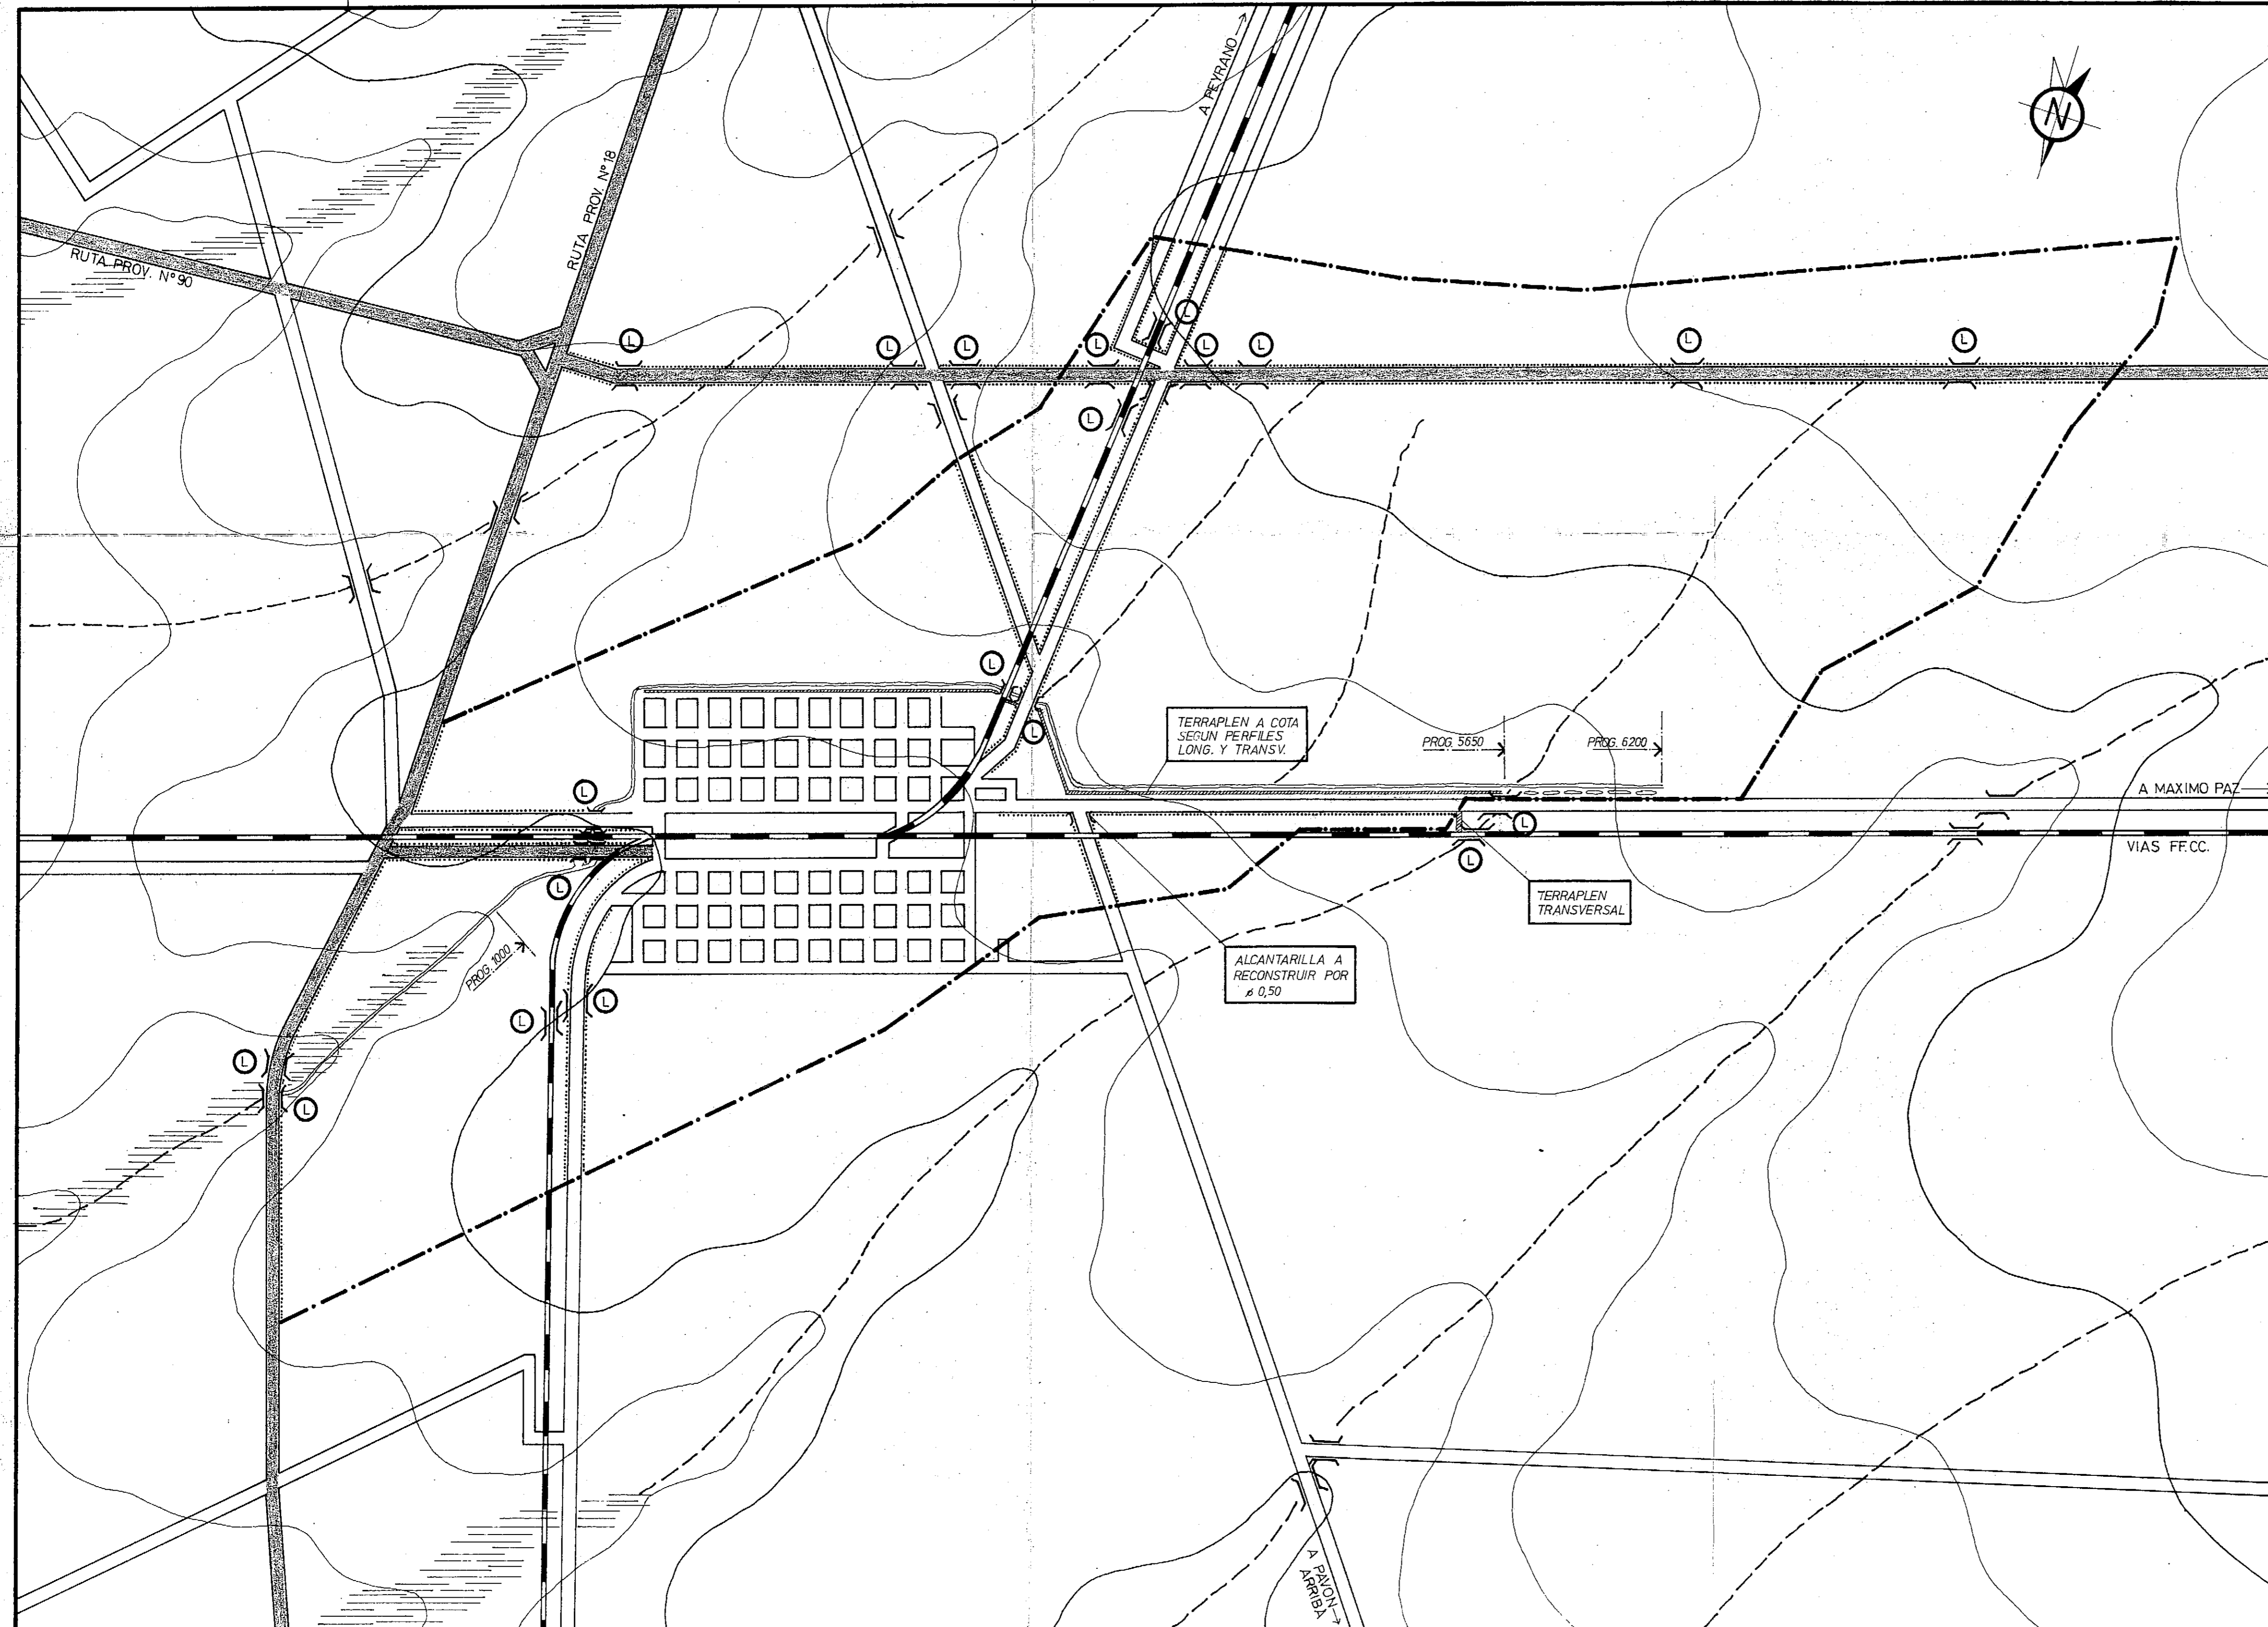 A PEYRANO→
N
RUTA PROV. Nº 18
RUTA PROV. Nº 90
L
L
L
L
L
L
L
L
L
L
L
L
TERRAPLEN A COTA
SEGUN PERFILES
LONG. Y TRANSV.
PROG. 5650
PROG. 6200
L
A MAXIMO PAZ→
L
VIAS FF.CC.
L
L
TERRAPLEN
TRANSVERSAL
PROG. 1000
ALCANTARILLA A
RECONSTRUIR POR
ø 0,50
L
L
L
L
A PAVON→
ARRIBA